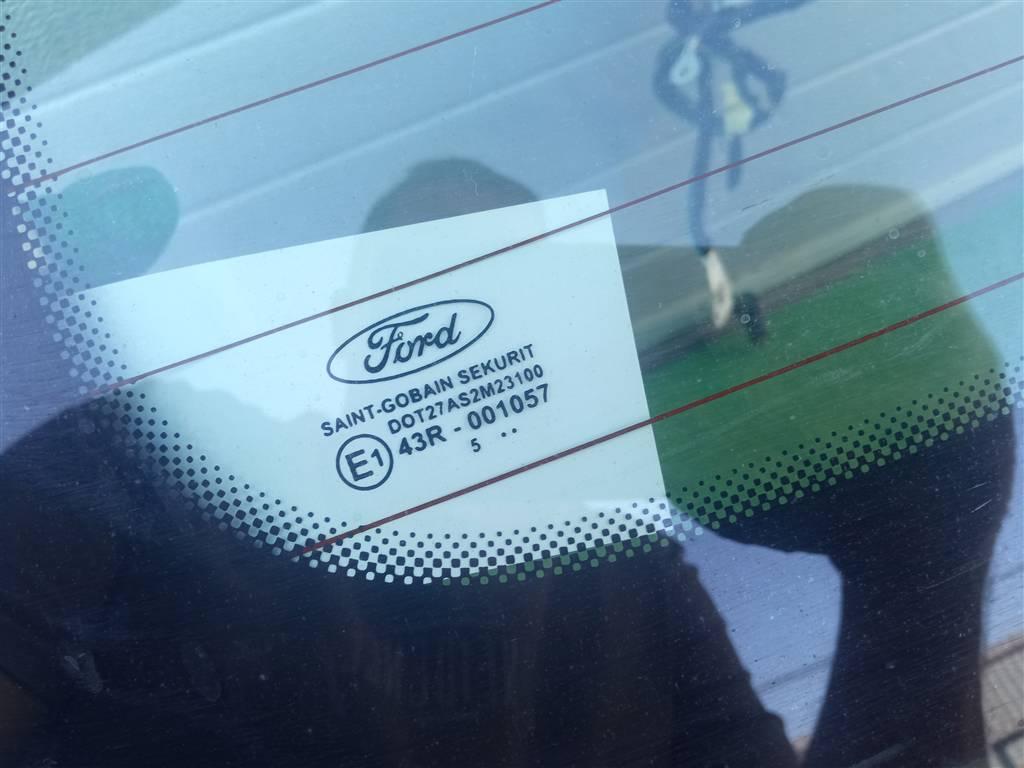 Ford
SAINT-GOBAIN SEKURIT
DOT27AS2M23100
E1 43R - 001057
5 ..